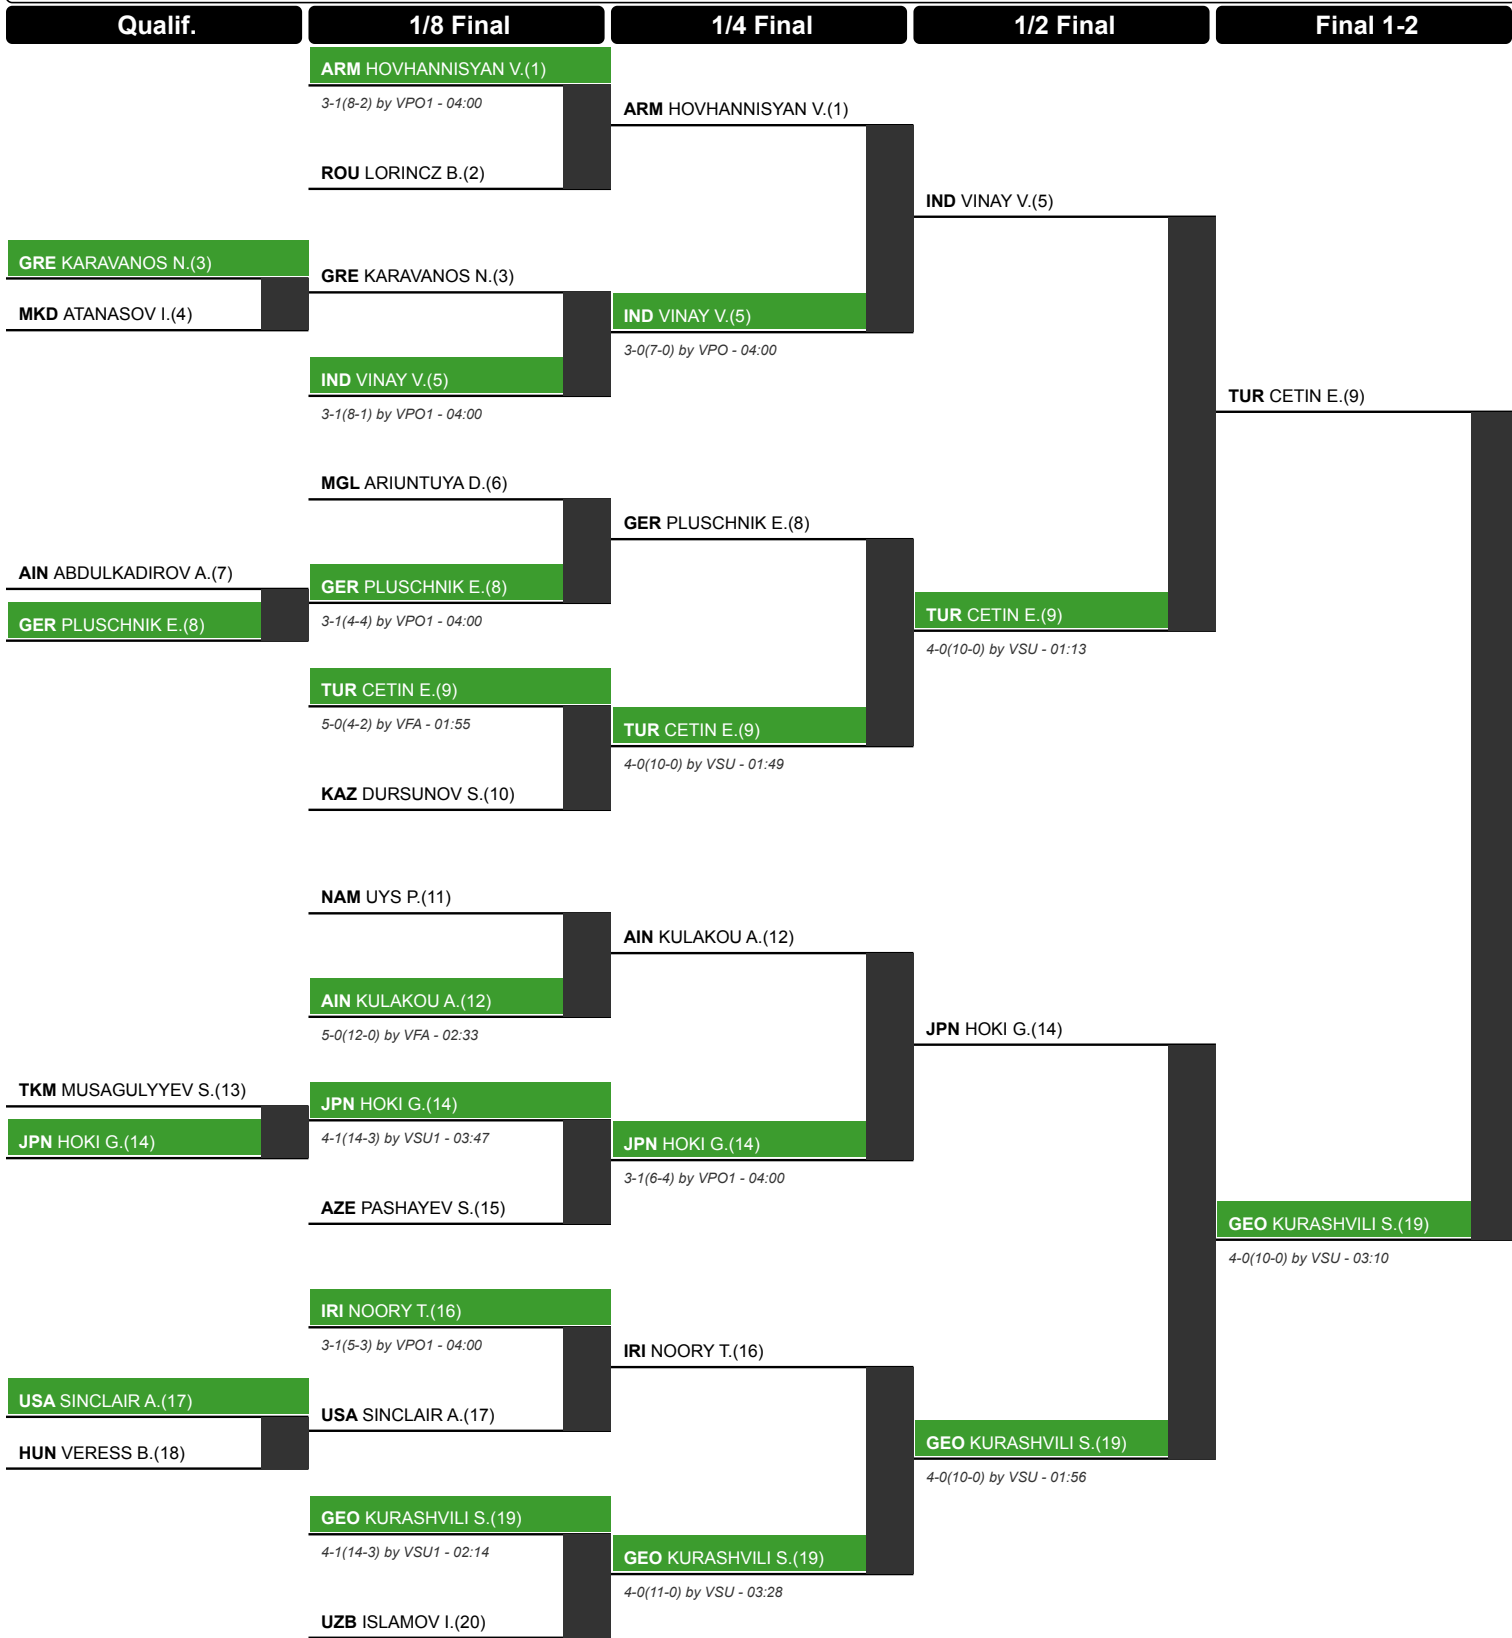 Qualif.
1/8 Final
1/4 Final
1/2 Final
Final 1-2
GRE KARAVANOS N.(3)
MKD ATANASOV I.(4)
AIN ABDULKADIROV A.(7)
GER PLUSCHNIK E.(8)
TKM MUSAGULYYEV S.(13)
JPN HOKI G.(14)
USA SINCLAIR A.(17)
HUN VERESS B.(18)
ARM HOVHANNISYAN V.(1)
3-1(8-2) by VPO1 - 04:00
ROU LORINCZ B.(2)
GRE KARAVANOS N.(3)
IND VINAY V.(5)
3-1(8-1) by VPO1 - 04:00
MGL ARIUNTUYA D.(6)
GER PLUSCHNIK E.(8)
3-1(4-4) by VPO1 - 04:00
TUR CETIN E.(9)
5-0(4-2) by VFA - 01:55
KAZ DURSUNOV S.(10)
NAM UYS P.(11)
AIN KULAKOU A.(12)
5-0(12-0) by VFA - 02:33
JPN HOKI G.(14)
4-1(14-3) by VSU1 - 03:47
AZE PASHAYEV S.(15)
IRI NOORY T.(16)
3-1(5-3) by VPO1 - 04:00
USA SINCLAIR A.(17)
GEO KURASHVILI S.(19)
4-1(14-3) by VSU1 - 02:14
UZB ISLAMOV I.(20)
ARM HOVHANNISYAN V.(1)
IND VINAY V.(5)
3-0(7-0) by VPO - 04:00
GER PLUSCHNIK E.(8)
TUR CETIN E.(9)
4-0(10-0) by VSU - 01:49
AIN KULAKOU A.(12)
JPN HOKI G.(14)
3-1(6-4) by VPO1 - 04:00
IRI NOORY T.(16)
GEO KURASHVILI S.(19)
4-0(11-0) by VSU - 03:28
IND VINAY V.(5)
TUR CETIN E.(9)
4-0(10-0) by VSU - 01:13
JPN HOKI G.(14)
GEO KURASHVILI S.(19)
4-0(10-0) by VSU - 01:56
TUR CETIN E.(9)
GEO KURASHVILI S.(19)
4-0(10-0) by VSU - 03:10